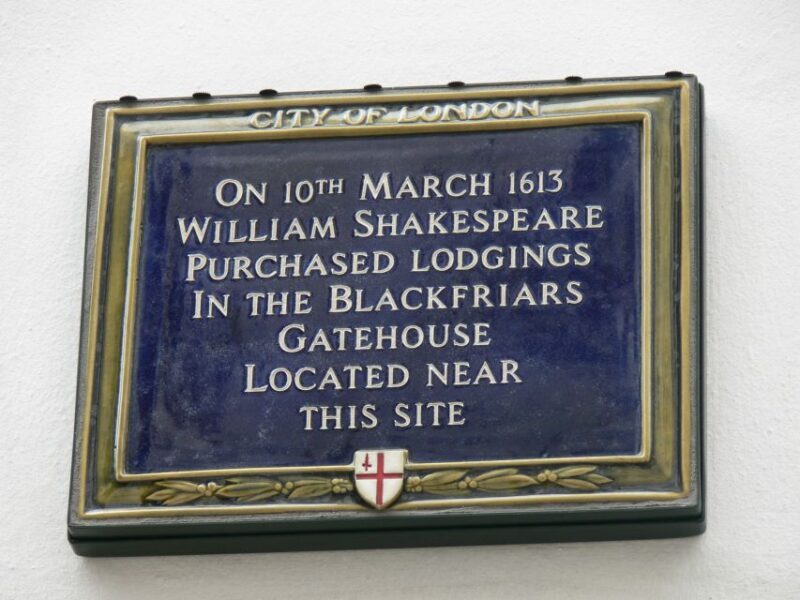 CITY OF LONDON
ON 10TH MARCH 1613
WILLIAM SHAKESPEARE
PURCHASED LODGINGS
IN THE BLACKFRIARS
GATEHOUSE
LOCATED NEAR
THIS SITE